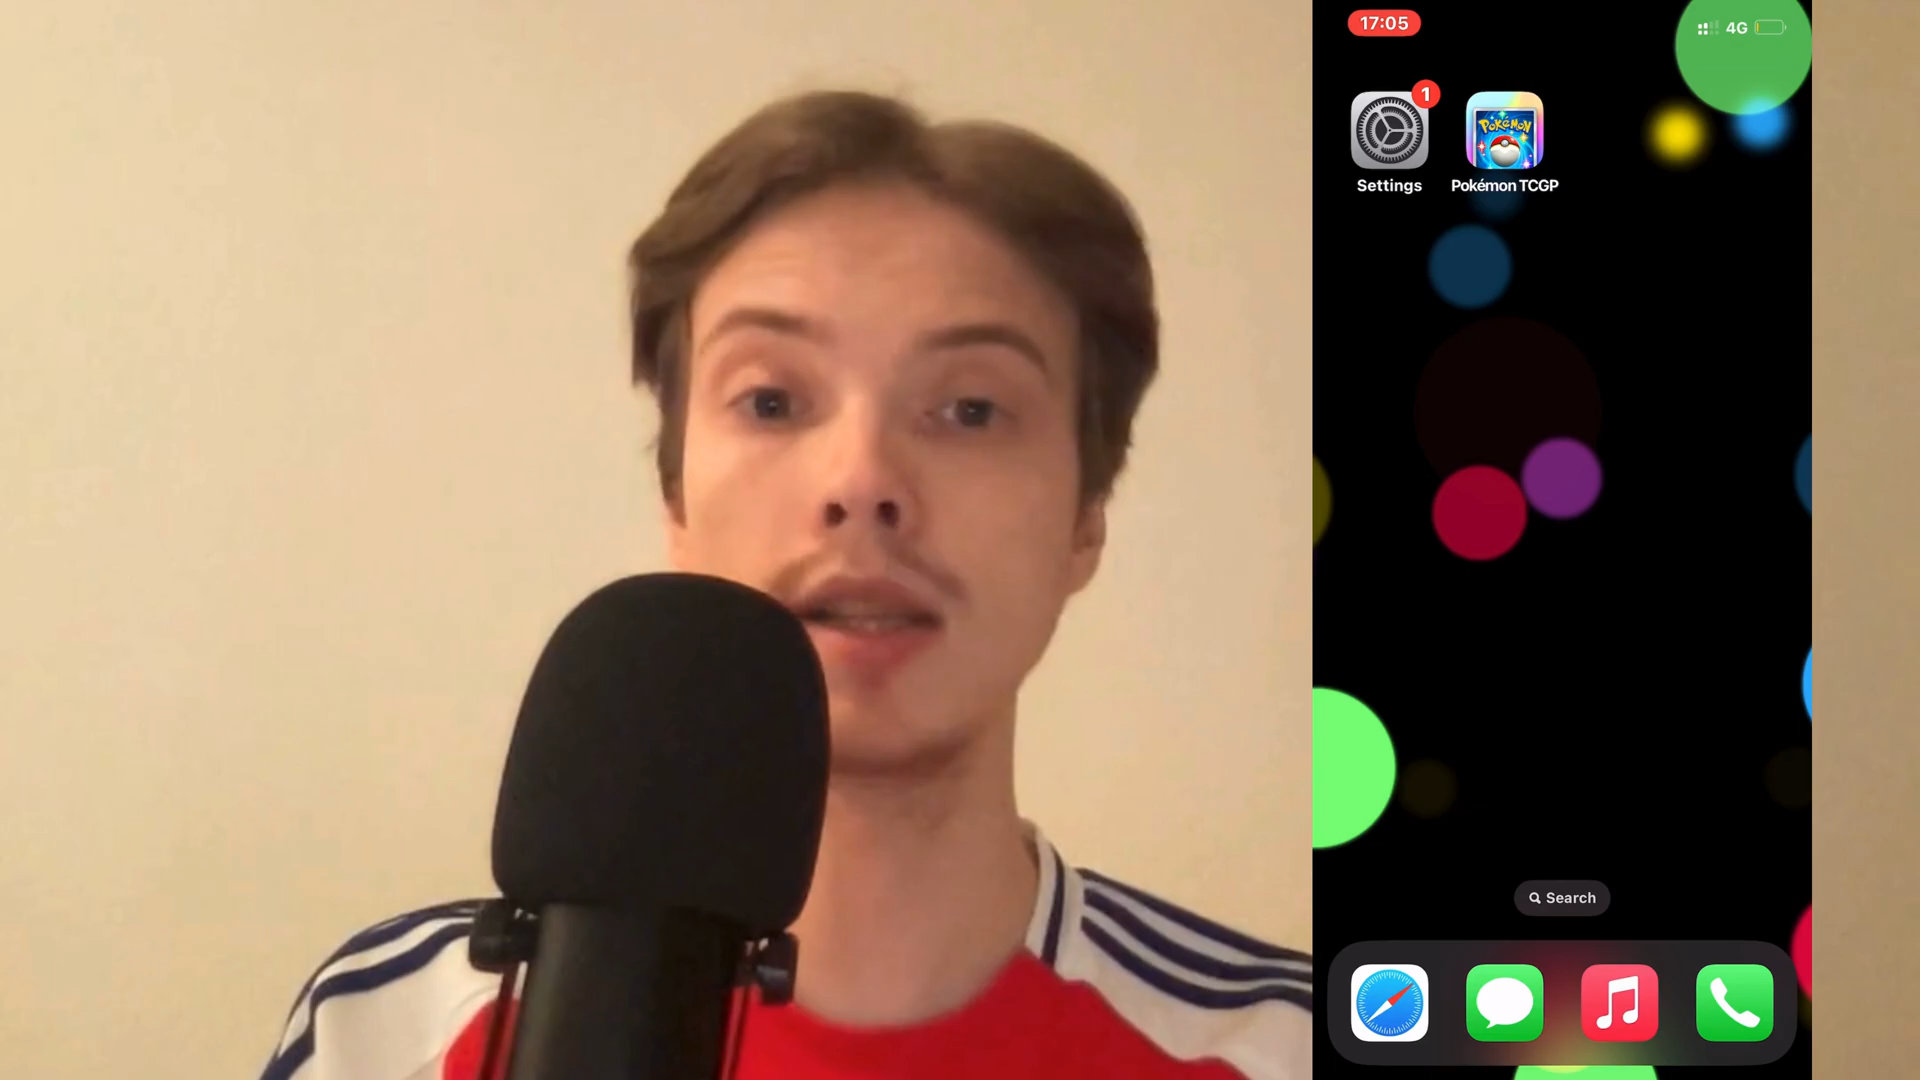 17:05
4G
1
POKÉMON
Settings
Pokémon TCGP
Search